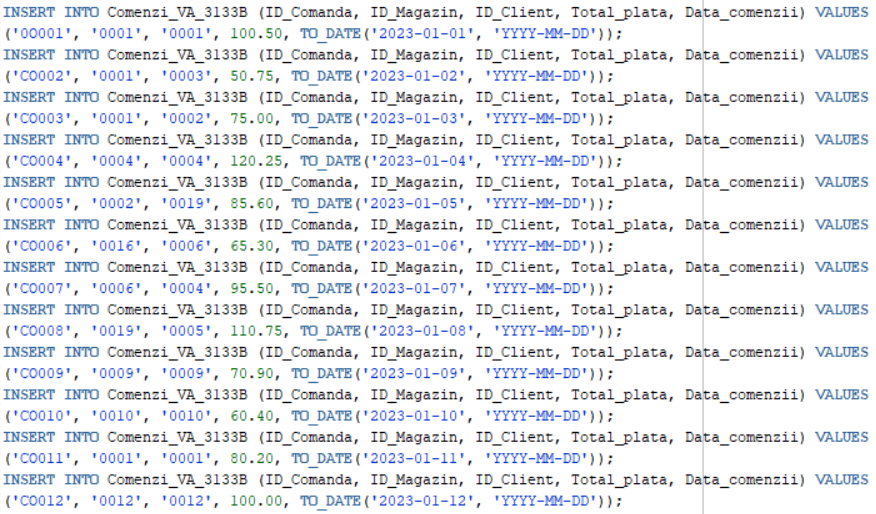 INSERT INTO Comenzi_VA_3133B (ID_Comanda, ID_Magazin, ID_Client, Total_plata, Data_comenzii) VALUES
('OO001', '0001', '0001', 100.50, TO_DATE('2023-01-01', 'YYYY-MM-DD'));
INSERT INTO Comenzi_VA_3133B (ID_Comanda, ID_Magazin, ID_Client, Total_plata, Data_comenzii) VALUES
('CO002', '0001', '0003', 50.75, TO_DATE('2023-01-02', 'YYYY-MM-DD'));
INSERT INTO Comenzi_VA_3133B (ID_Comanda, ID_Magazin, ID_Client, Total_plata, Data_comenzii) VALUES
('CO003', '0001', '0002', 75.00, TO_DATE('2023-01-03', 'YYYY-MM-DD'));
INSERT INTO Comenzi_VA_3133B (ID_Comanda, ID_Magazin, ID_Client, Total_plata, Data_comenzii) VALUES
('CO004', '0004', '0004', 120.25, TO_DATE('2023-01-04', 'YYYY-MM-DD'));
INSERT INTO Comenzi_VA_3133B (ID_Comanda, ID_Magazin, ID_Client, Total_plata, Data_comenzii) VALUES
('CO005', '0002', '0019', 85.60, TO_DATE('2023-01-05', 'YYYY-MM-DD'));
INSERT INTO Comenzi_VA_3133B (ID_Comanda, ID_Magazin, ID_Client, Total_plata, Data_comenzii) VALUES
('CO006', '0016', '0006', 65.30, TO_DATE('2023-01-06', 'YYYY-MM-DD'));
INSERT INTO Comenzi_VA_3133B (ID_Comanda, ID_Magazin, ID_Client, Total_plata, Data_comenzii) VALUES
('CO007', '0006', '0004', 95.50, TO_DATE('2023-01-07', 'YYYY-MM-DD'));
INSERT INTO Comenzi_VA_3133B (ID_Comanda, ID_Magazin, ID_Client, Total_plata, Data_comenzii) VALUES
('CO008', '0019', '0005', 110.75, TO_DATE('2023-01-08', 'YYYY-MM-DD'));
INSERT INTO Comenzi_VA_3133B (ID_Comanda, ID_Magazin, ID_Client, Total_plata, Data_comenzii) VALUES
('CO009', '0009', '0009', 70.90, TO_DATE('2023-01-09', 'YYYY-MM-DD'));
INSERT INTO Comenzi_VA_3133B (ID_Comanda, ID_Magazin, ID_Client, Total_plata, Data_comenzii) VALUES
('CO010', '0010', '0010', 60.40, TO_DATE('2023-01-10', 'YYYY-MM-DD'));
INSERT INTO Comenzi_VA_3133B (ID_Comanda, ID_Magazin, ID_Client, Total_plata, Data_comenzii) VALUES
('CO011', '0001', '0001', 80.20, TO_DATE('2023-01-11', 'YYYY-MM-DD'));
INSERT INTO Comenzi_VA_3133B (ID_Comanda, ID_Magazin, ID_Client, Total_plata, Data_comenzii) VALUES
('CO012', '0012', '0012', 100.00, TO_DATE('2023-01-12', 'YYYY-MM-DD'));